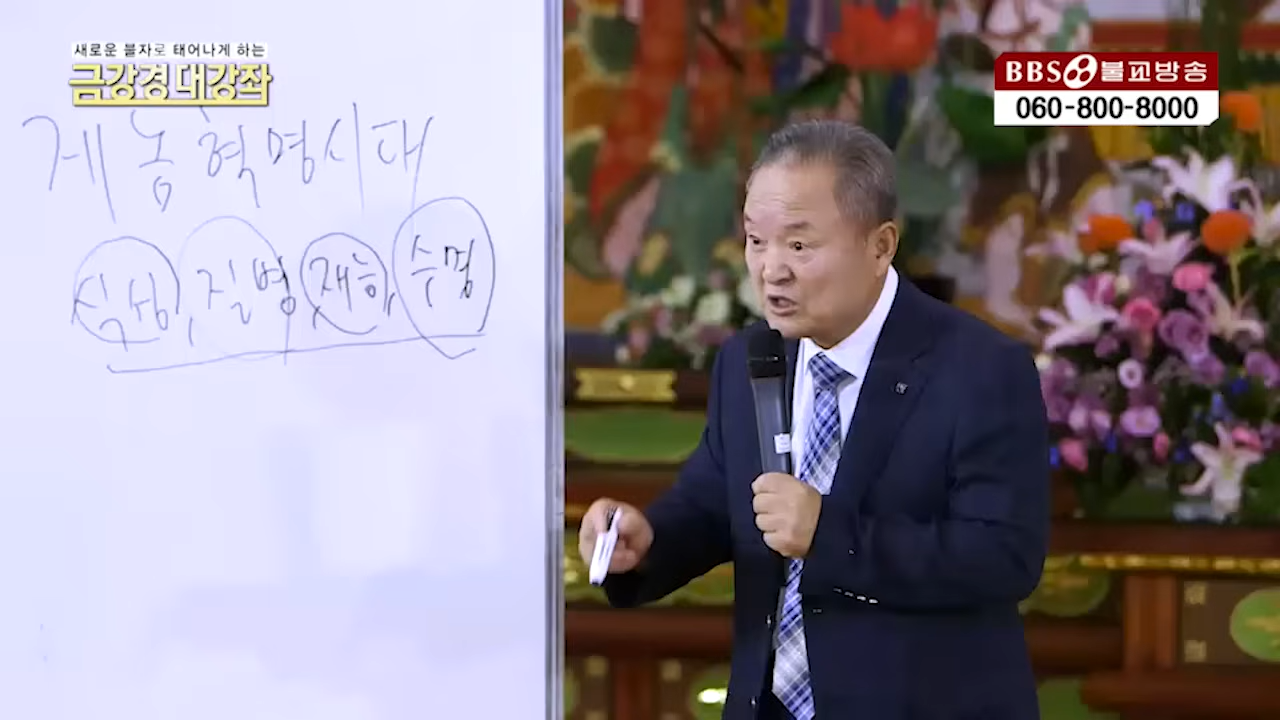 새로운 불자로 태어나게 하는
금강경 대강좌
BBS 불교방송
060-800-8000
게놈혁명시대
식성, 질병, 재능, 수명